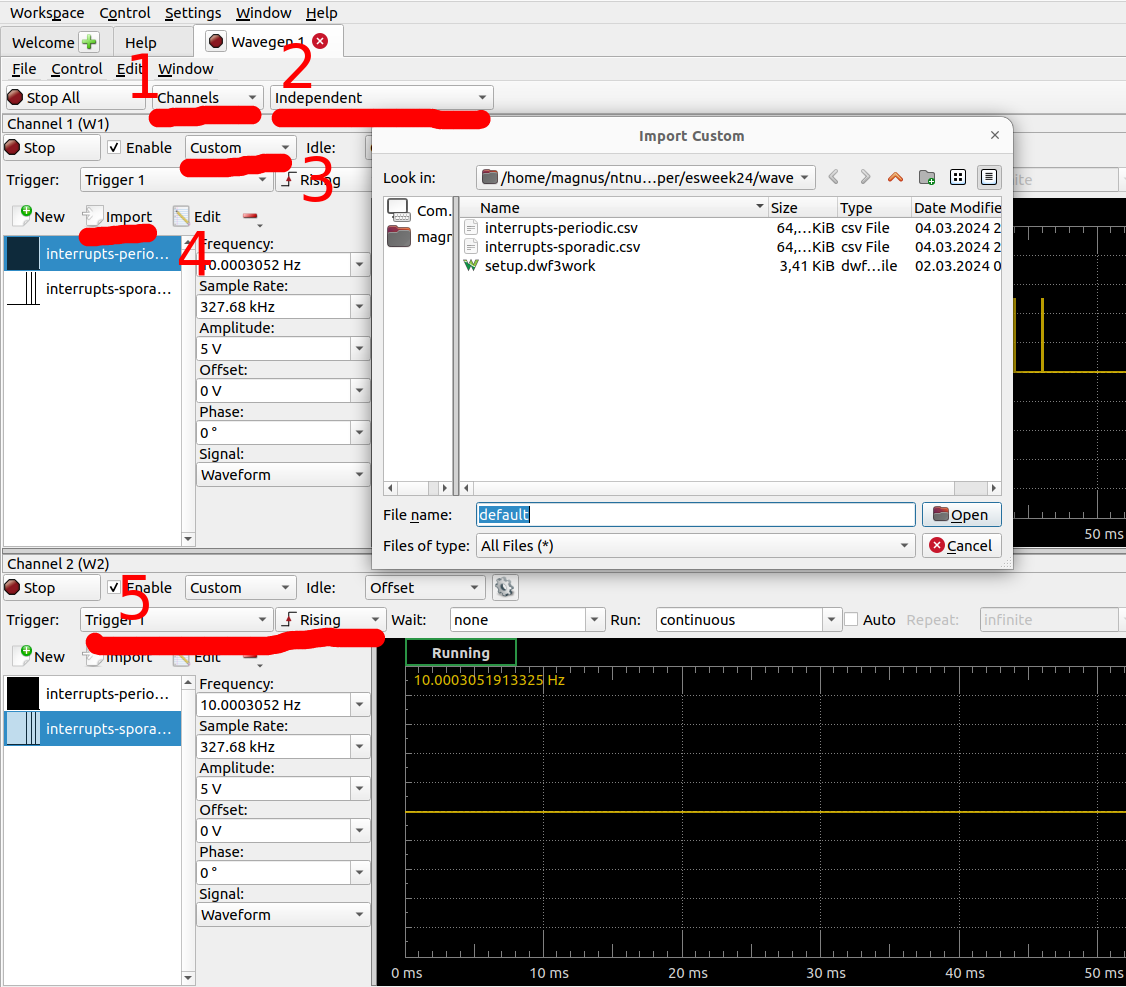 Workspace Control Settings Window Help
Welcome Help Wavegen 1
File Control Edit Window
1 2
Stop All Channels Independent
Channel 1 (W1)
Stop Enable Custom Idle:
3
Trigger: Trigger 1 Rising
New Import Edit
4
interrupts-perio...
interrupts-spora...
Frequency:
10.0003052 Hz
Sample Rate:
327.68 kHz
Amplitude:
5 V
Offset:
0 V
Phase:
0 °
Signal:
Waveform
Import Custom
Look in: /home/magnus/ntnu...per/esweek24/wave
Com.
magr
Name Size Type Date Modifie
interrupts-periodic.csv 64,...KiB csv File 04.03.2024 2
interrupts-sporadic.csv 64,...KiB csv File 04.03.2024 2
setup.dwf3work 3,41 KiB dwf...ile 02.03.2024 0
File name: default Open
Files of type: All Files (*) Cancel
ite
50 ms
Channel 2 (W2)
Stop Enable Custom Idle: Offset
5
Trigger: Trigger 1 Rising Wait: none Run: continuous Auto Repeat: infinite
New Import Edit
interrupts-perio...
interrupts-spora...
Frequency:
10.0003052 Hz
Sample Rate:
327.68 kHz
Amplitude:
5 V
Offset:
0 V
Phase:
0 °
Signal:
Waveform
Running
10.0003051913325 Hz
0 ms 10 ms 20 ms 30 ms 40 ms 50 ms